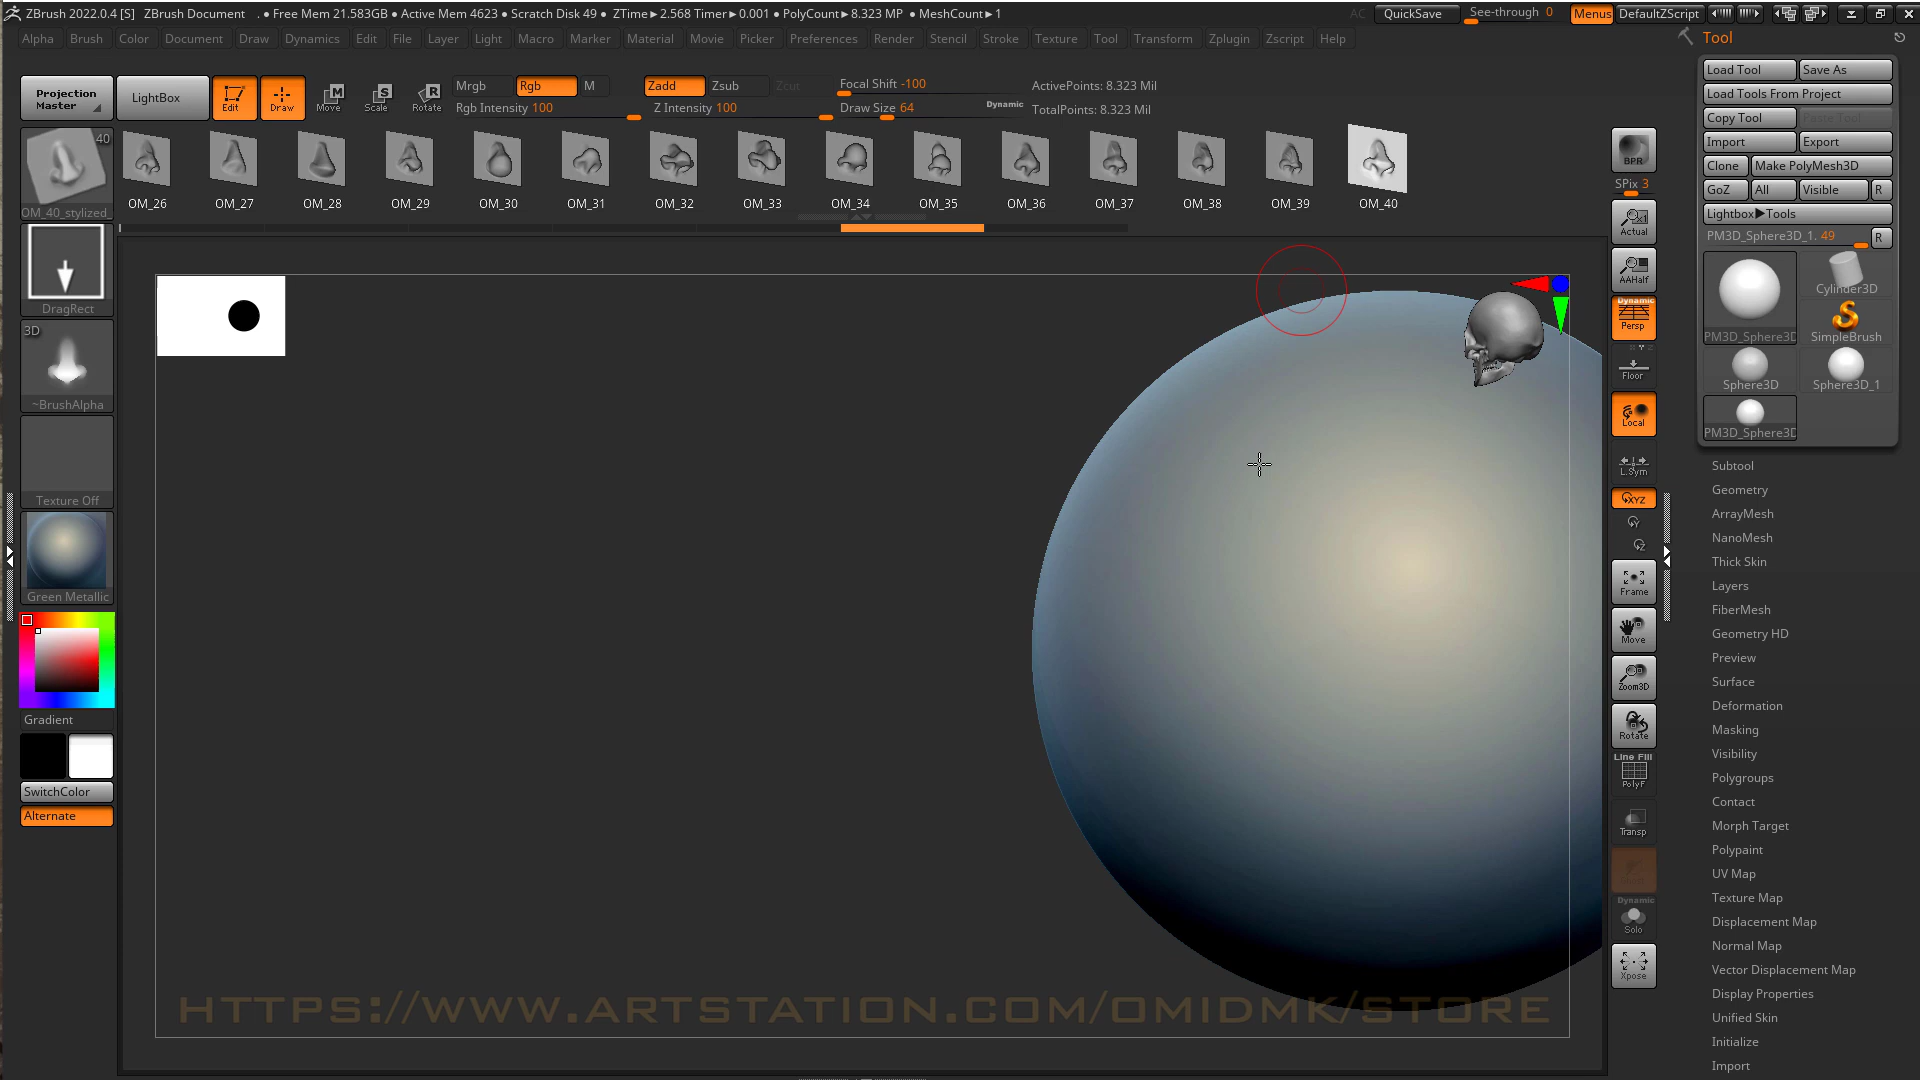 ZBrush 2022.0.4 [S] ZBrush Document . ● Free Mem 21.583GB ● Active Mem 4623 ● Scratch Disk 49 ● ZTime►2.568 Timer►0.001 ● PolyCount►8.323 MP ● MeshCount►1 AC QuickSave See-through 0 Menus DefaultZScript
Alpha Brush Color Document Draw Dynamics Edit File Layer Light Macro Marker Material Movie Picker Preferences Render Stencil Stroke Texture Tool Transform Zplugin Zscript Help
Projection Master
LightBox
Edit
Draw
M
Move
S
Scale
R
Rotate
Mrgb Rgb M
Rgb Intensity 100
Zadd Zsub Zcut
Z Intensity 100
Focal Shift -100
Draw Size 64
Dynamic
ActivePoints: 8.323 Mil
TotalPoints: 8.323 Mil
40
OM_40_stylized_
OM_26 OM_27 OM_28 OM_29 OM_30 OM_31 OM_32 OM_33 OM_34 OM_35 OM_36 OM_37 OM_38 OM_39 OM_40
DragRect
3D
~BrushAlpha
Texture Off
Green Metallic
Gradient
SwitchColor
Alternate
HTTPS://WWW.ARTSTATION.COM/OMIDMK/STORE
BPR
SPix 3
Actual
AAHalf
Dynamic
Persp
Floor
Local
L.Sym
XYZ
Y
Z
Frame
Move
Zoom3D
Rotate
Line Fill
PolyF
Transp
Dynamic
Solo
Xpose
Tool
Load Tool Save As
Load Tools From Project
Copy Tool Paste Tool
Import Export
Clone Make PolyMesh3D
GoZ All Visible R
Lightbox►Tools
PM3D_Sphere3D_1. 49 R
PM3D_Sphere3D
Cylinder3D
SimpleBrush
Sphere3D
Sphere3D_1
PM3D_Sphere3D
Subtool
Geometry
ArrayMesh
NanoMesh
Thick Skin
Layers
FiberMesh
Geometry HD
Preview
Surface
Deformation
Masking
Visibility
Polygroups
Contact
Morph Target
Polypaint
UV Map
Texture Map
Displacement Map
Normal Map
Vector Displacement Map
Display Properties
Unified Skin
Initialize
Import